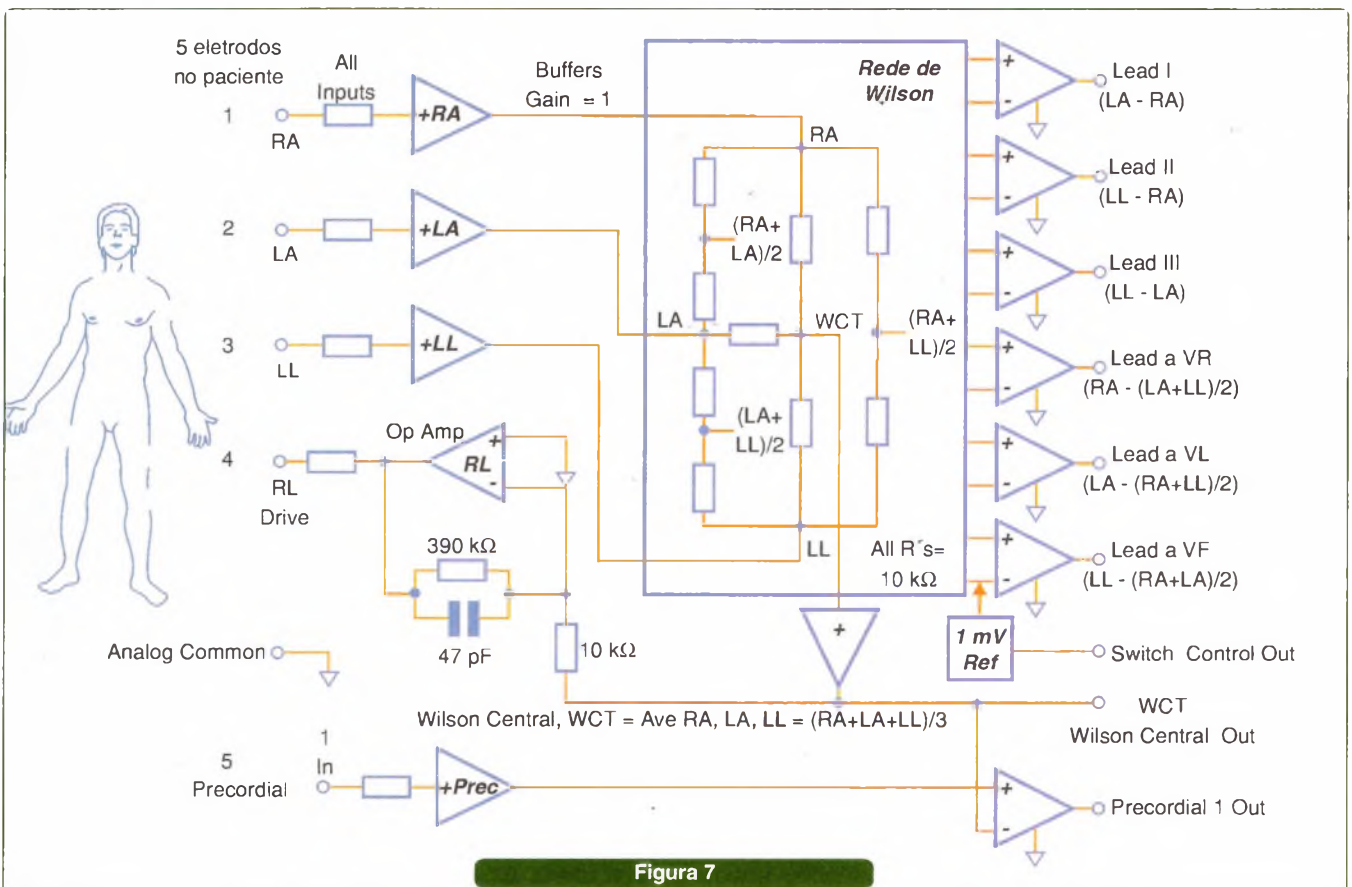 5 eletrodos
no paciente
All
Inputs
Buffers
Gain = 1
Rede de
Wilson
1
RA
+RA
RA
(RA+
LA)/2
2
LA
+LA
LA
WCT
(RA+
LL)/2
3
LL
+LL
(LA+
LL)/2
4
RL
Drive
Op Amp
+
RL
-
390 kΩ
47 pF
10 kΩ
LL
All R´s=
10 kΩ
+
-
Lead I
(LA - RA)
+
-
Lead II
(LL - RA)
+
-
Lead III
(LL - LA)
+
-
Lead a VR
(RA - (LA+LL)/2)
+
-
Lead a VL
(LA - (RA+LL)/2)
+
-
Lead a VF
(LL - (RA+LA)/2)
+
1 mV
Ref
Switch Control Out
Analog Common
WCT
Wilson Central Out
Wilson Central, WCT = Ave RA, LA, LL = (RA+LA+LL)/3
5
Precordial
1
In
+Prec
+
-
Precordial 1 Out
Figura 7